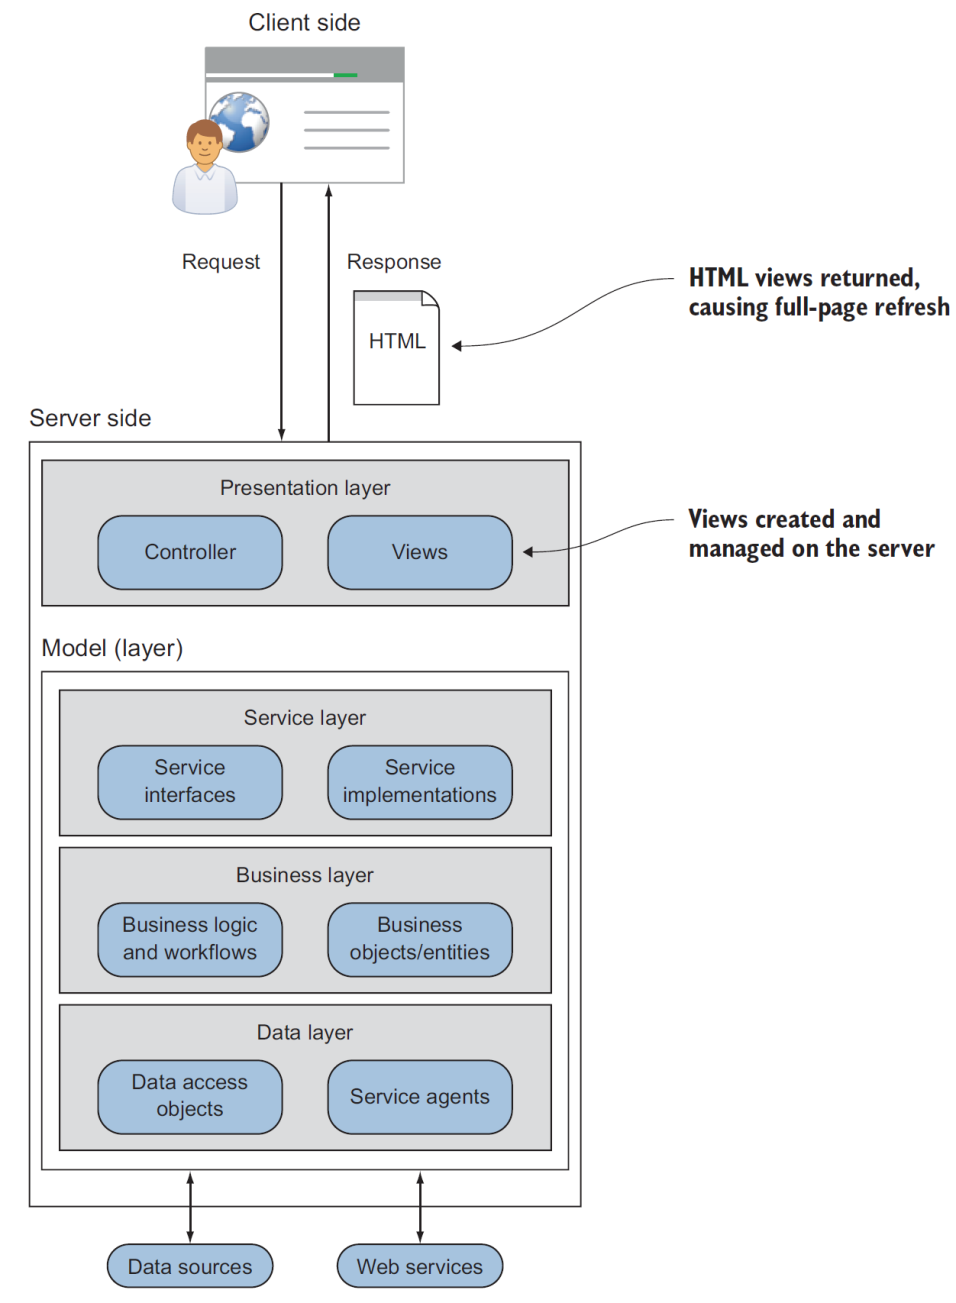 Client side
Request
Response
HTML
HTML views returned,
causing full-page refresh
Server side
Presentation layer
Controller
Views
Views created and
managed on the server
Model (layer)
Service layer
Service
interfaces
Service
implementations
Business layer
Business logic
and workflows
Business
objects/entities
Data layer
Data access
objects
Service agents
Data sources
Web services